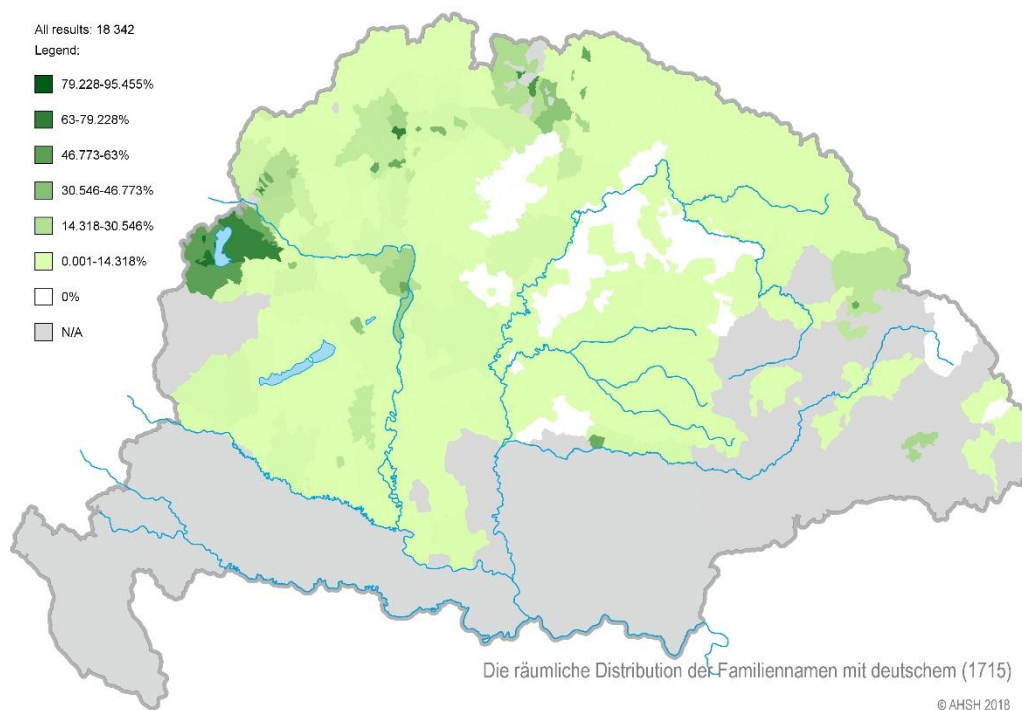 All results: 18 342
Legend:
79.228-95.455%
63-79.228%
46.773-63%
30.546-46.773%
14.318-30.546%
0.001-14.318%
0%
N/A
Die räumliche Distribution der Familiennamen mit deutschem (1715)
© AHSH 2018